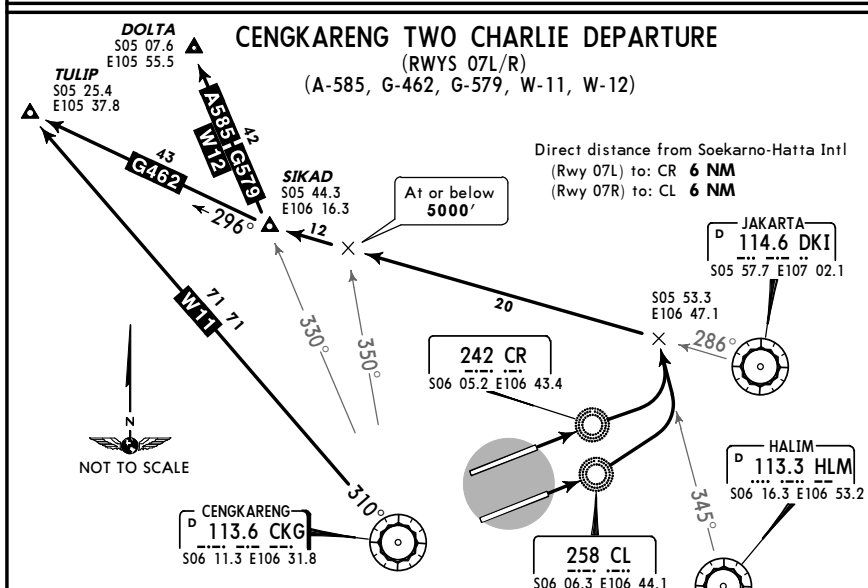 CENGKARENG TWO CHARLIE DEPARTURE
(RWYS 07L/R)
(A-585, G-462, G-579, W-11, W-12)
DOLTA
S05 07.6
E105 55.5
TULIP
S05 25.4
E105 37.8
42
A585 G579
W12
43
G462
296°
SIKAD
S05 44.3
E106 16.3
12
At or below
5000'
Direct distance from Soekarno-Hatta Intl
(Rwy 07L) to: CR 6 NM
(Rwy 07R) to: CL 6 NM
JAKARTA
D 114.6 DKI
S05 57.7 E107 02.1
20
S05 53.3
E106 47.1
286°
71 71
W11
330°
350°
242 CR
S06 05.2 E106 43.4
N
NOT TO SCALE
HALIM
D 113.3 HLM
S06 16.3 E106 53.2
345°
310°
CENGKARENG
D 113.6 CKG
S06 11.3 E106 31.8
258 CL
S06 06.3 E106 44.1